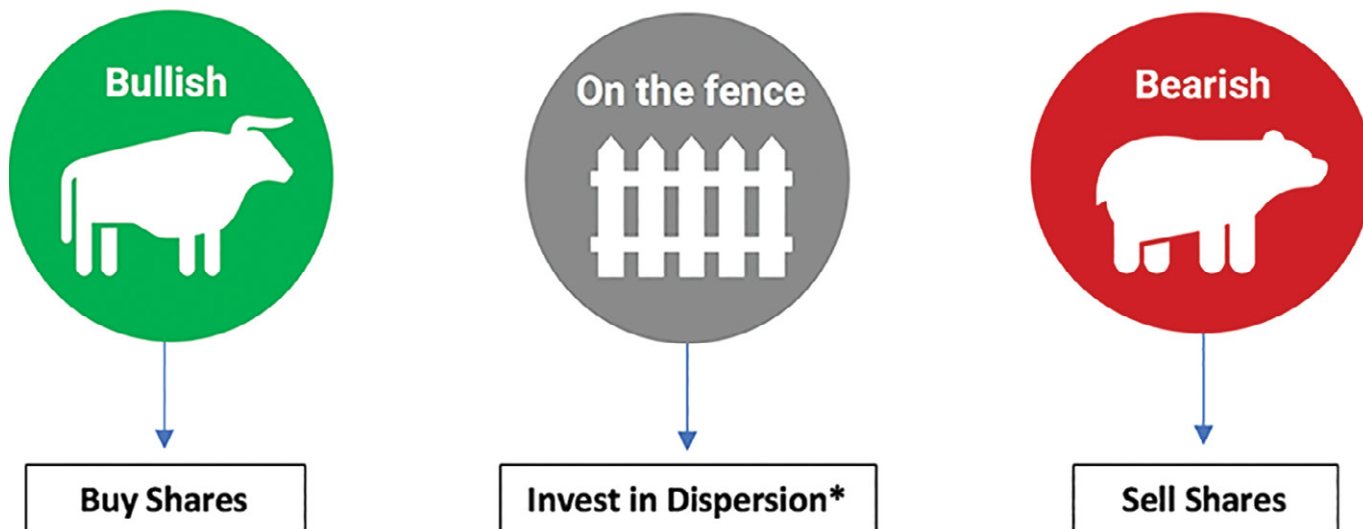 Bullish
On the fence
Bearish
Buy Shares
Invest in Dispersion*
Sell Shares